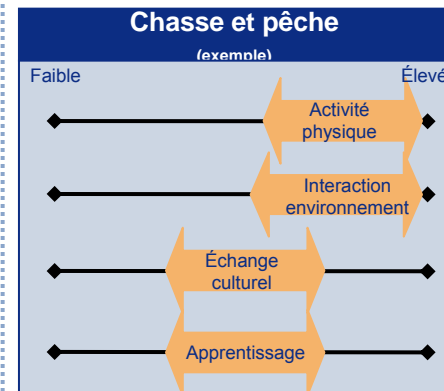 Chasse et pêche
(exemple)
Faible Élevé
Activité
physique
Interaction
environnement
Échange
culturel
Apprentissage